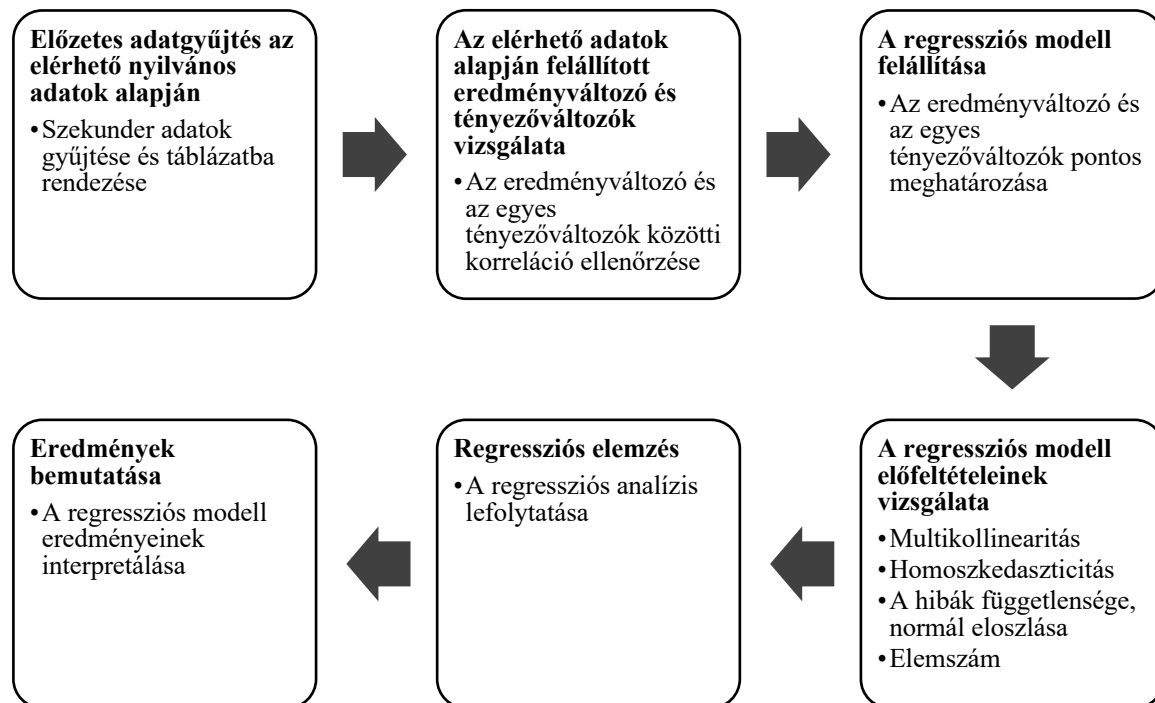 Előzetes adatgyűjtés az
elérhető nyilvános
adatok alapján
•Szekunder adatok
gyűjtése és táblázatba
rendezése
Az elérhető adatok
alapján felállított
eredményváltozó és
tényezőváltozók
vizsgálata
•Az eredményváltozó és
az egyes
tényezőváltozók közötti
korreláció ellenőrzése
A regressziós modell
felállítása
•Az eredményváltozó és
az egyes
tényezőváltozók pontos
meghatározása
A regressziós modell
előfeltételeinek
vizsgálata
•Multikollinearitás
•Homoszkedaszticitás
•A hibák függetlensége,
normál eloszlása
•Elemszám
Regressziós elemzés
•A regressziós analízis
lefolytatása
Eredmények
bemutatása
•A regressziós modell
eredményeinek
interpretálása